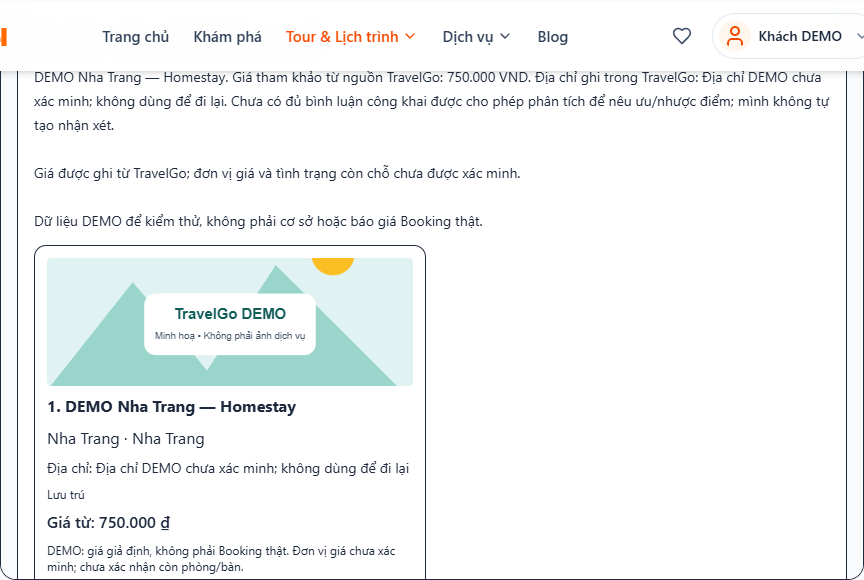 Trang chủ
Khám phá
Tour & Lịch trình
Dịch vụ
Blog
Khách DEMO
DEMO Nha Trang — Homestay. Giá tham khảo từ nguồn TravelGo: 750.000 VND. Địa chỉ ghi trong TravelGo: Địa chỉ DEMO chưa
xác minh; không dùng để đi lại. Chưa có đủ bình luận công khai được cho phép phân tích để nêu ưu/nhược điểm; mình không tự
tạo nhận xét.
Giá được ghi từ TravelGo; đơn vị giá và tình trạng còn chỗ chưa được xác minh.
Dữ liệu DEMO để kiểm thử, không phải cơ sở hoặc báo giá Booking thật.
TravelGo DEMO
Minh hoạ • Không phải ảnh dịch vụ
1. DEMO Nha Trang — Homestay
Nha Trang · Nha Trang
Địa chỉ: Địa chỉ DEMO chưa xác minh; không dùng để đi lại
Lưu trú
Giá từ: 750.000 ₫
DEMO: giá giả định, không phải Booking thật. Đơn vị giá chưa xác
minh; chưa xác nhận còn phòng/bàn.